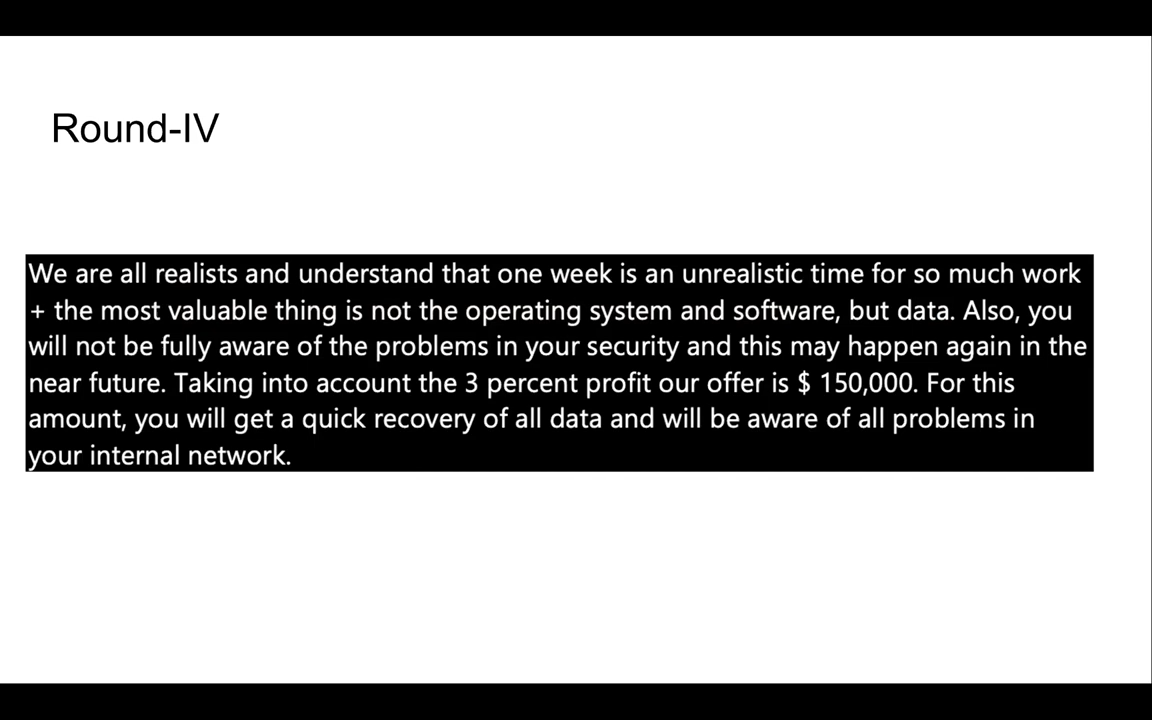 Round-IV
We are all realists and understand that one week is an unrealistic time for so much work
+ the most valuable thing is not the operating system and software, but data. Also, you
will not be fully aware of the problems in your security and this may happen again in the
near future. Taking into account the 3 percent profit our offer is $ 150,000. For this
amount, you will get a quick recovery of all data and will be aware of all problems in
your internal network.